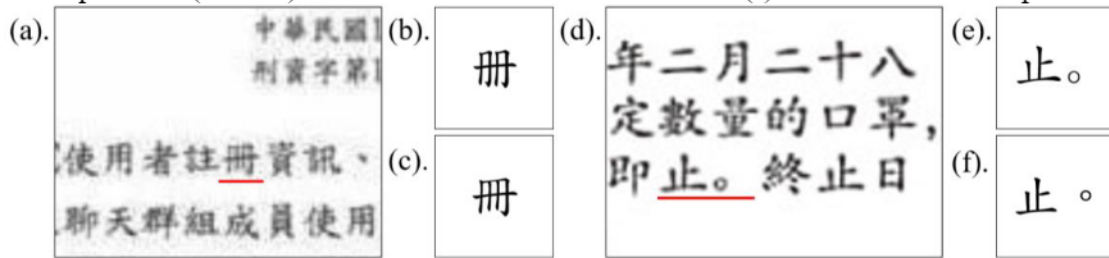 (a).
中華民國
刑資字第
使用者註冊資訊、
聊天群組成員使用
(b).
冊
(c).
冊
(d).
年二月二十八
定數量的口罩,
即止。終止日
(e).
止。
(f).
止。